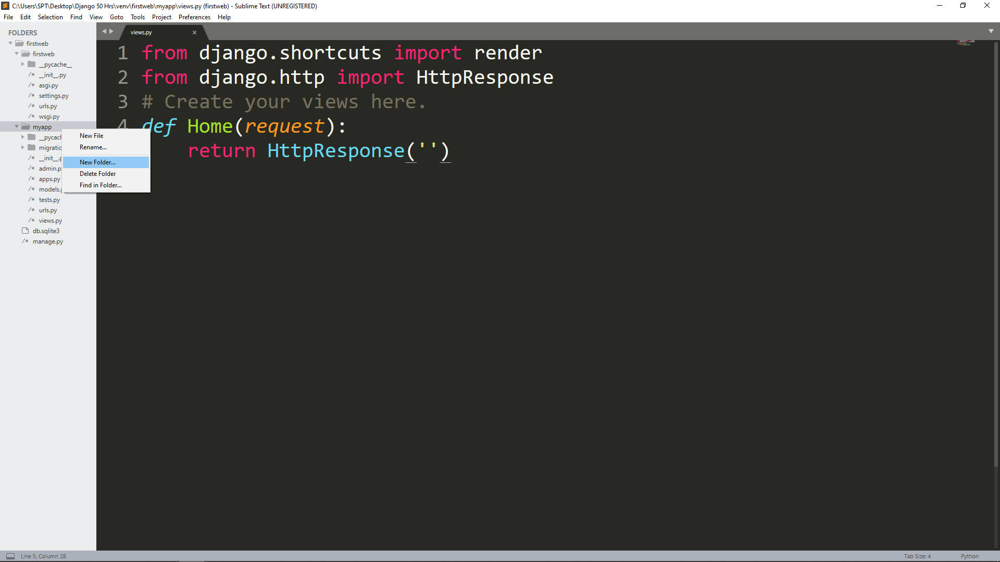 C:\Users\SPT\Desktop\Django 50 Hrs\venv\firstweb\myapp\views.py (firstweb) - Sublime Text (UNREGISTERED)
File Edit Selection Find View Goto Tools Project Preferences Help
FOLDERS
firstweb
firstweb
__pycache__
__init__.py
asgi.py
settings.py
urls.py
wsgi.py
myapp
__pycach
migratic
__init__.p
admin.p
apps.py
models.p
tests.py
urls.py
views.py
db.sqlite3
manage.py
New File
Rename...
New Folder...
Delete Folder
Find in Folder...
views.py
1 from django.shortcuts import render
2 from django.http import HttpResponse
3 # Create your views here.
4 def Home(request):
return HttpResponse('')
Line 5, Column 28
Tab Size: 4 Python